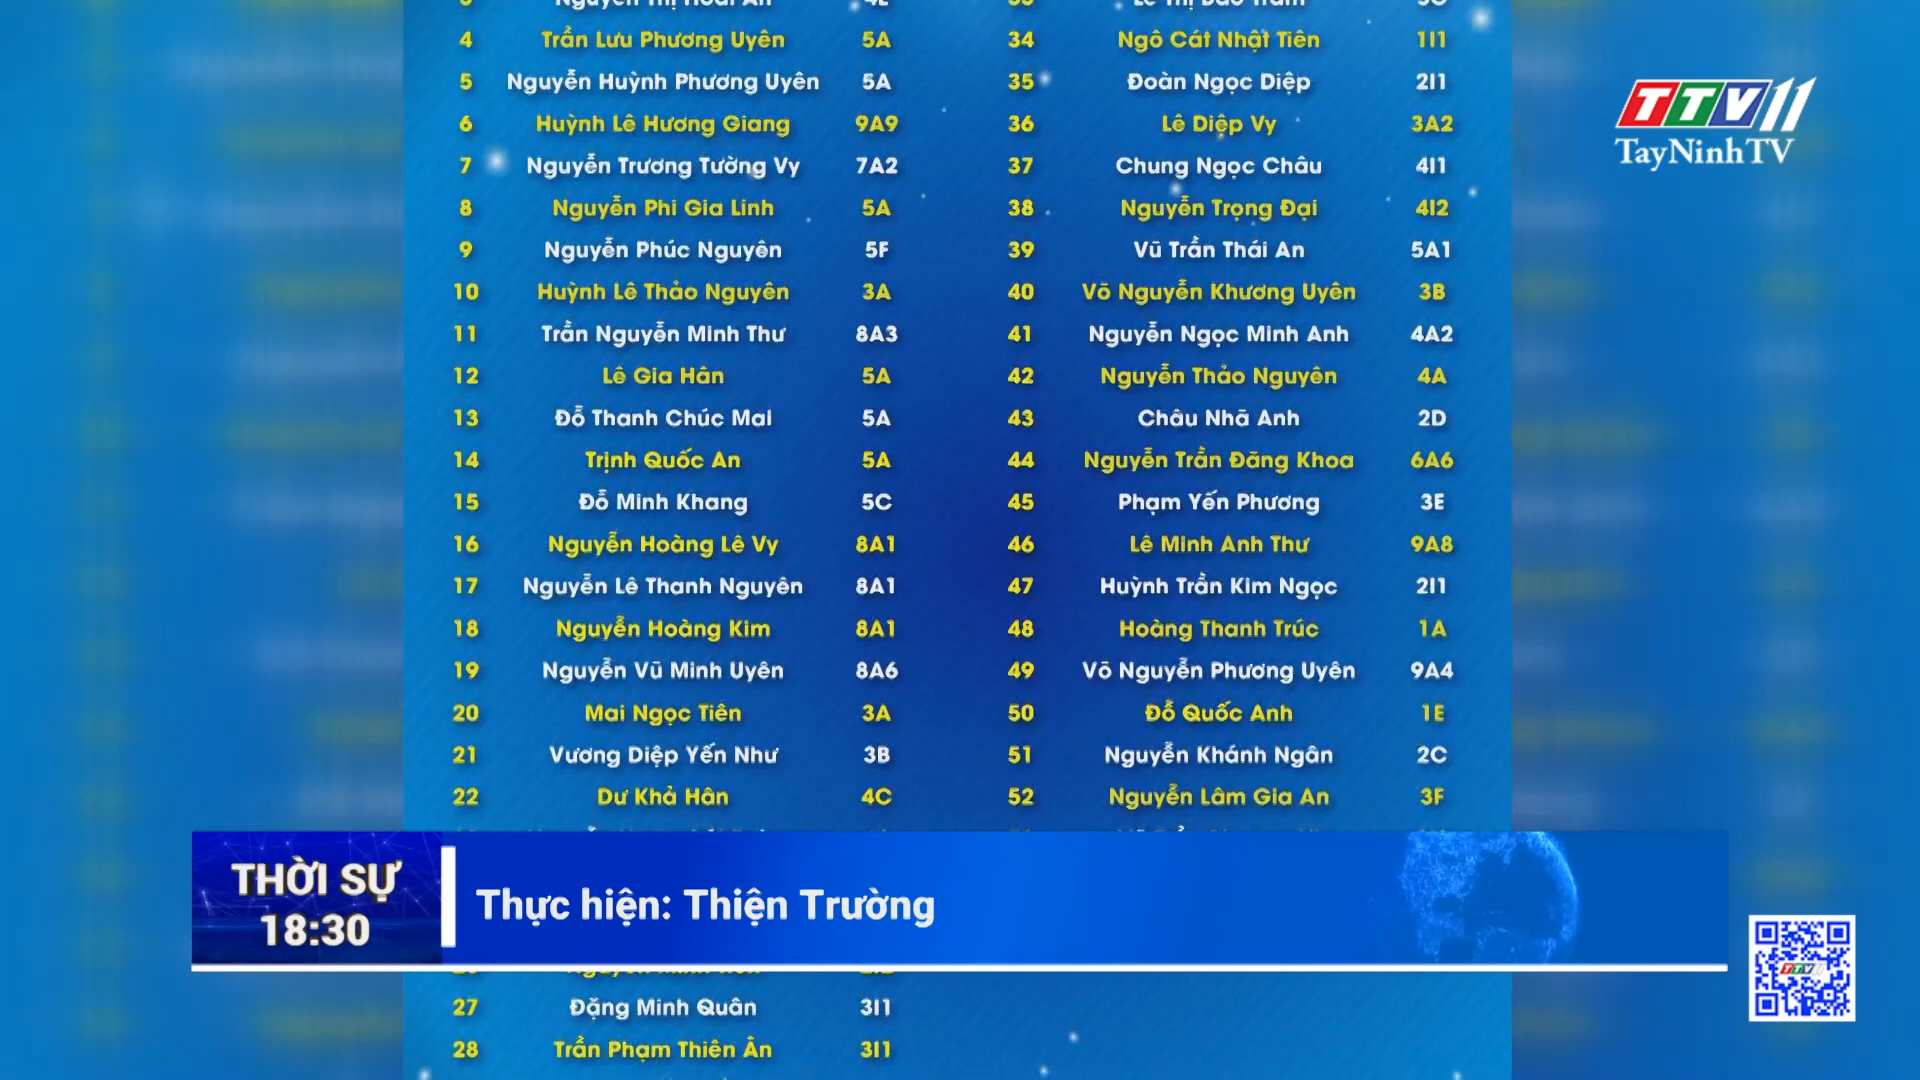 4 Trần Lưu Phương Uyên 5A
5 Nguyễn Huỳnh Phương Uyên 5A
6 Huỳnh Lê Hương Giang 9A9
7 Nguyễn Trương Tường Vy 7A2
8 Nguyễn Phi Gia Linh 5A
9 Nguyễn Phúc Nguyên 5F
10 Huỳnh Lê Thảo Nguyên 3A
11 Trần Nguyễn Minh Thư 8A3
12 Lê Gia Hân 5A
13 Đỗ Thanh Chúc Mai 5A
14 Trịnh Quốc An 5A
15 Đỗ Minh Khang 5C
16 Nguyễn Hoàng Lê Vy 8A1
17 Nguyễn Lê Thanh Nguyên 8A1
18 Nguyễn Hoàng Kim 8A1
19 Nguyễn Vũ Minh Uyên 8A6
20 Mai Ngọc Tiên 3A
21 Vương Diệp Yến Như 3B
22 Dư Khả Hân 4C
27 Đặng Minh Quân 3I1
28 Trần Phạm Thiên Ân 3I1
34 Ngô Cát Nhật Tiên 1I1
35 Đoàn Ngọc Diệp 2I1
36 Lê Diệp Vy 3A2
37 Chung Ngọc Châu 4I1
38 Nguyễn Trọng Đại 4I2
39 Vũ Trần Thái An 5A1
40 Võ Nguyễn Khương Uyên 3B
41 Nguyễn Ngọc Minh Anh 4A2
42 Nguyễn Thảo Nguyên 4A
43 Châu Nhã Anh 2D
44 Nguyễn Trần Đăng Khoa 6A6
45 Phạm Yến Phương 3E
46 Lê Minh Anh Thư 9A8
47 Huỳnh Trần Kim Ngọc 2I1
48 Hoàng Thanh Trúc 1A
49 Võ Nguyễn Phương Uyên 9A4
50 Đỗ Quốc Anh 1E
51 Nguyễn Khánh Ngân 2C
52 Nguyễn Lâm Gia An 3F
TTV11
TayNinhTV
THỜI SỰ
18:30
Thực hiện: Thiện Trường
TTV11